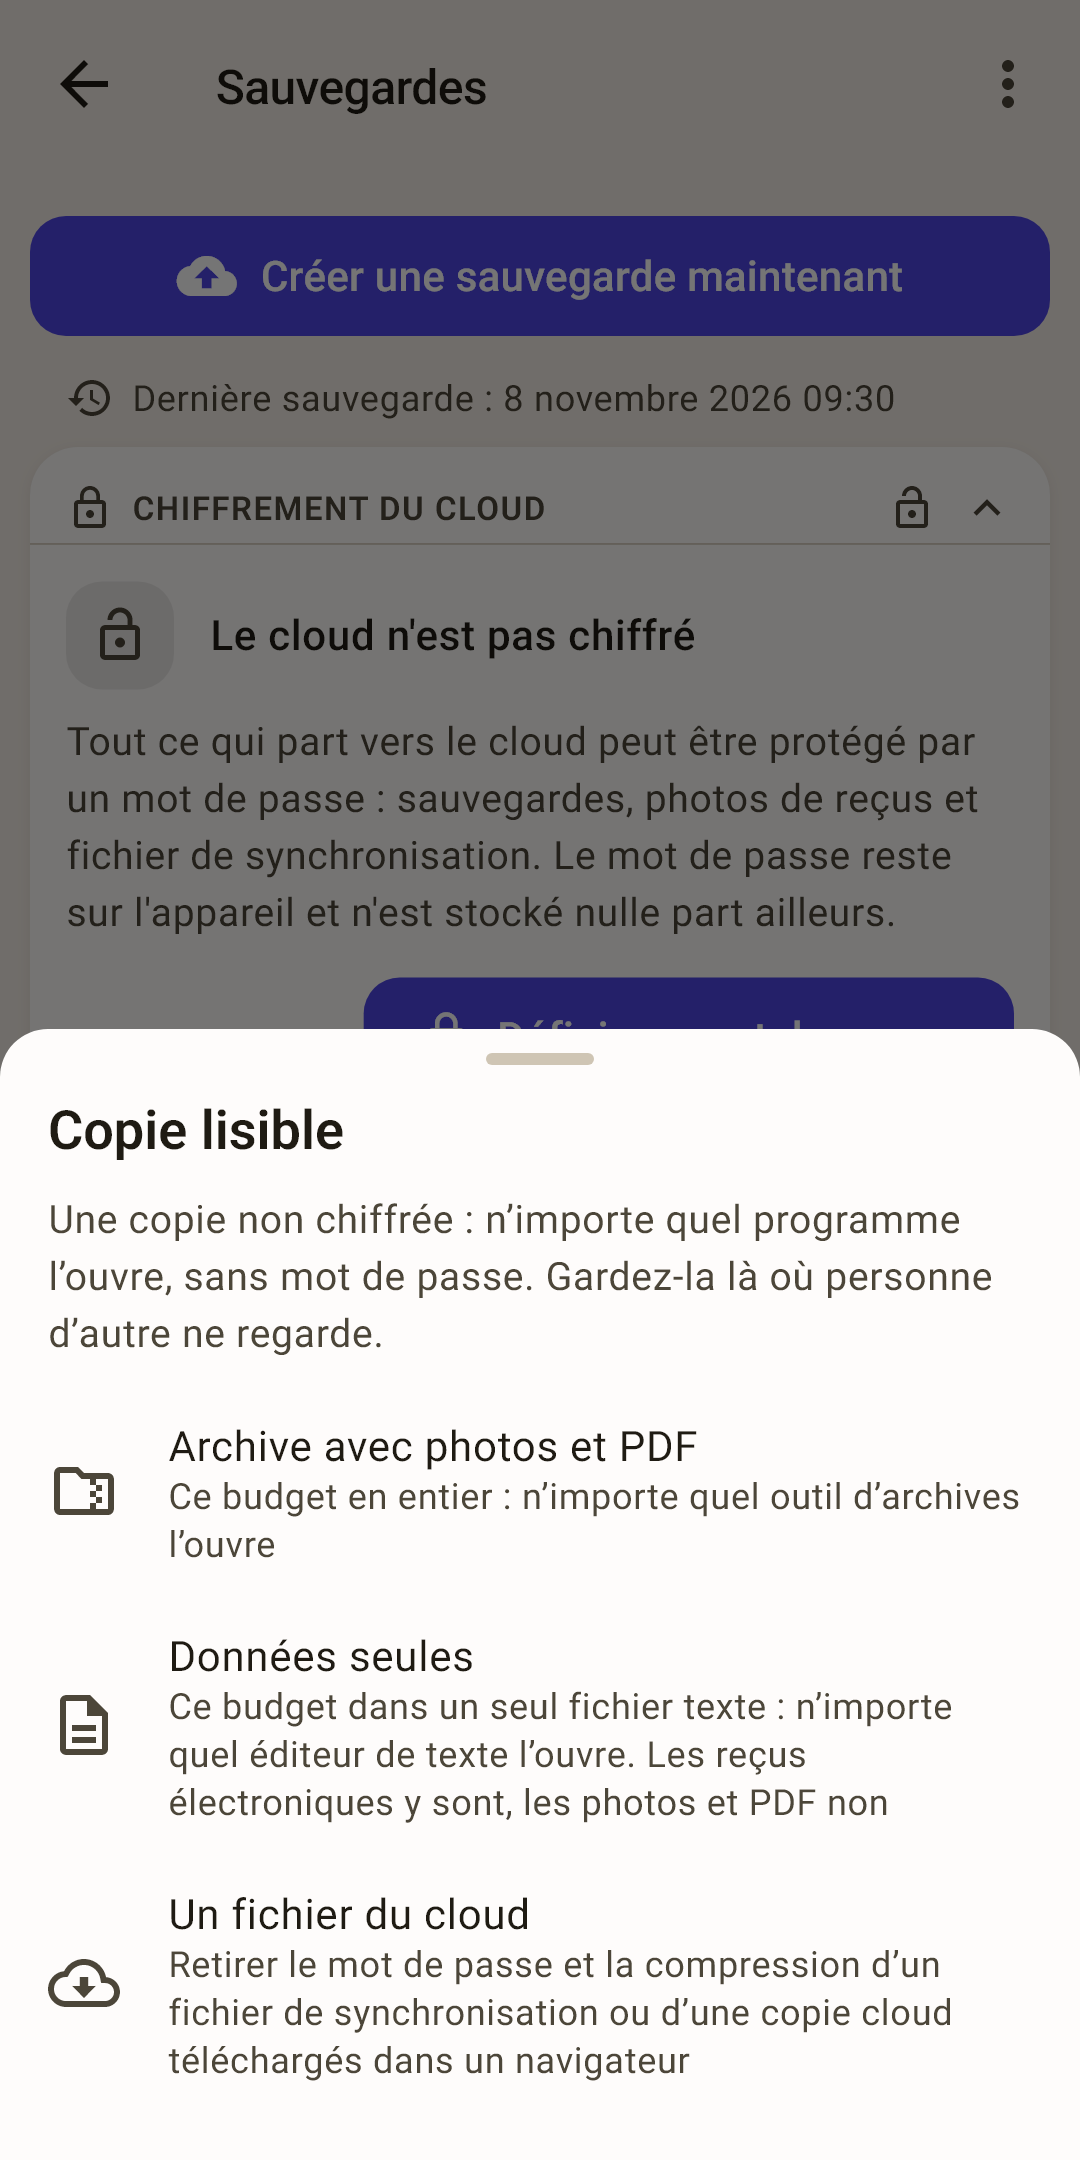 Sauvegardes
Créer une sauvegarde maintenant
Dernière sauvegarde : 8 novembre 2026 09:30
CHIFFREMENT DU CLOUD
Le cloud n'est pas chiffré
Tout ce qui part vers le cloud peut être protégé par
un mot de passe : sauvegardes, photos de reçus et
fichier de synchronisation. Le mot de passe reste
sur l'appareil et n'est stocké nulle part ailleurs.
Copie lisible
Une copie non chiffrée : n’importe quel programme
l’ouvre, sans mot de passe. Gardez-la là où personne
d’autre ne regarde.
Archive avec photos et PDF
Ce budget en entier : n’importe quel outil d’archives
l’ouvre
Données seules
Ce budget dans un seul fichier texte : n’importe
quel éditeur de texte l’ouvre. Les reçus
électroniques y sont, les photos et PDF non
Un fichier du cloud
Retirer le mot de passe et la compression d’un
fichier de synchronisation ou d’une copie cloud
téléchargés dans un navigateur